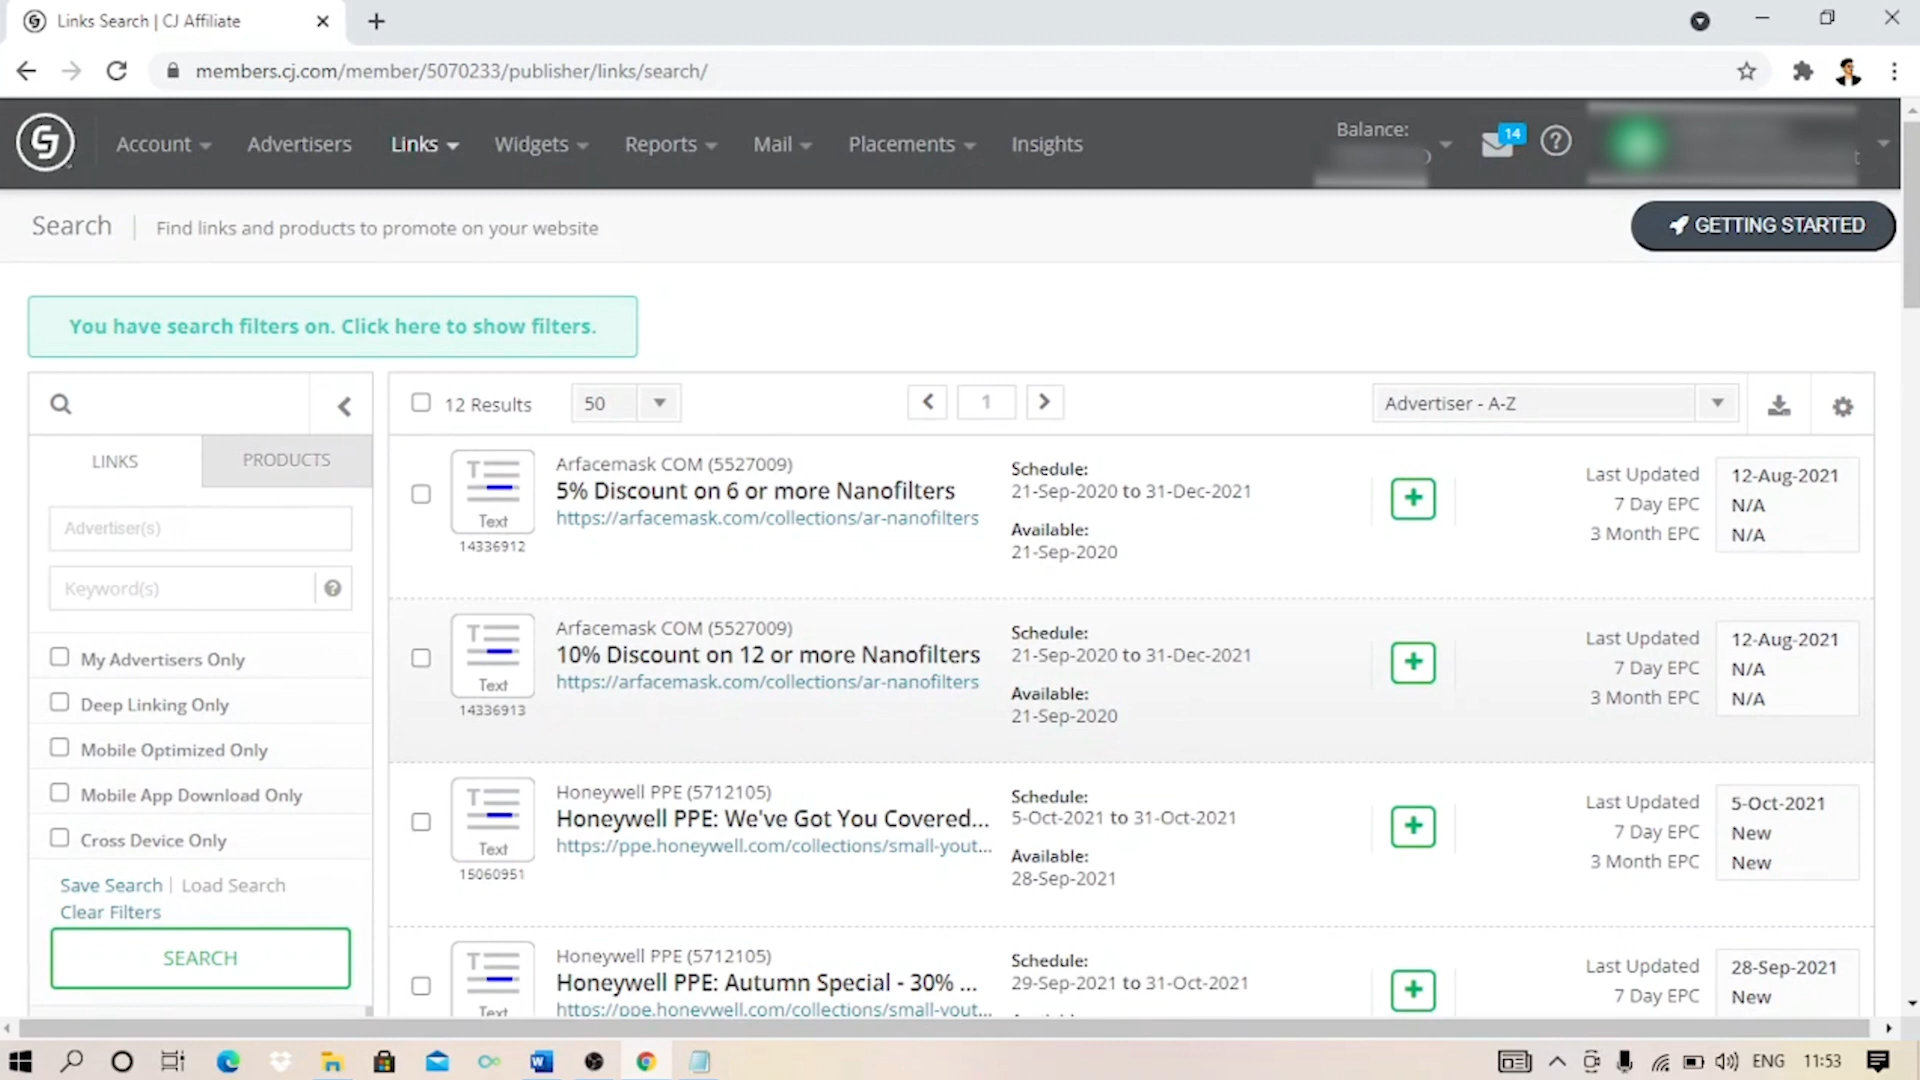 Links Search | CJ Affiliate
members.cj.com/member/5070233/publisher/links/search/
Account
Advertisers
Links
Widgets
Reports
Mail
Placements
Insights
Balance:
14
Search
Find links and products to promote on your website
GETTING STARTED
You have search filters on. Click here to show filters.
12 Results
50
1
Advertiser - A-Z
LINKS
PRODUCTS
Advertiser(s)
Keyword(s)
My Advertisers Only
Deep Linking Only
Mobile Optimized Only
Mobile App Download Only
Cross Device Only
Save Search | Load Search
Clear Filters
SEARCH
Text
14336912
Arfacemask COM (5527009)
5% Discount on 6 or more Nanofilters
https://arfacemask.com/collections/ar-nanofilters
Schedule:
21-Sep-2020 to 31-Dec-2021
Available:
21-Sep-2020
Last Updated 12-Aug-2021
7 Day EPC N/A
3 Month EPC N/A
Text
14336913
Arfacemask COM (5527009)
10% Discount on 12 or more Nanofilters
https://arfacemask.com/collections/ar-nanofilters
Schedule:
21-Sep-2020 to 31-Dec-2021
Available:
21-Sep-2020
Last Updated 12-Aug-2021
7 Day EPC N/A
3 Month EPC N/A
Text
15060951
Honeywell PPE (5712105)
Honeywell PPE: We've Got You Covered...
https://ppe.honeywell.com/collections/small-yout...
Schedule:
5-Oct-2021 to 31-Oct-2021
Available:
28-Sep-2021
Last Updated 5-Oct-2021
7 Day EPC New
3 Month EPC New
Text
Honeywell PPE (5712105)
Honeywell PPE: Autumn Special - 30% ...
https://ppe.honeywell.com/collections/small-yout...
Schedule:
29-Sep-2021 to 31-Oct-2021
Last Updated 28-Sep-2021
7 Day EPC New
ENG
11:53